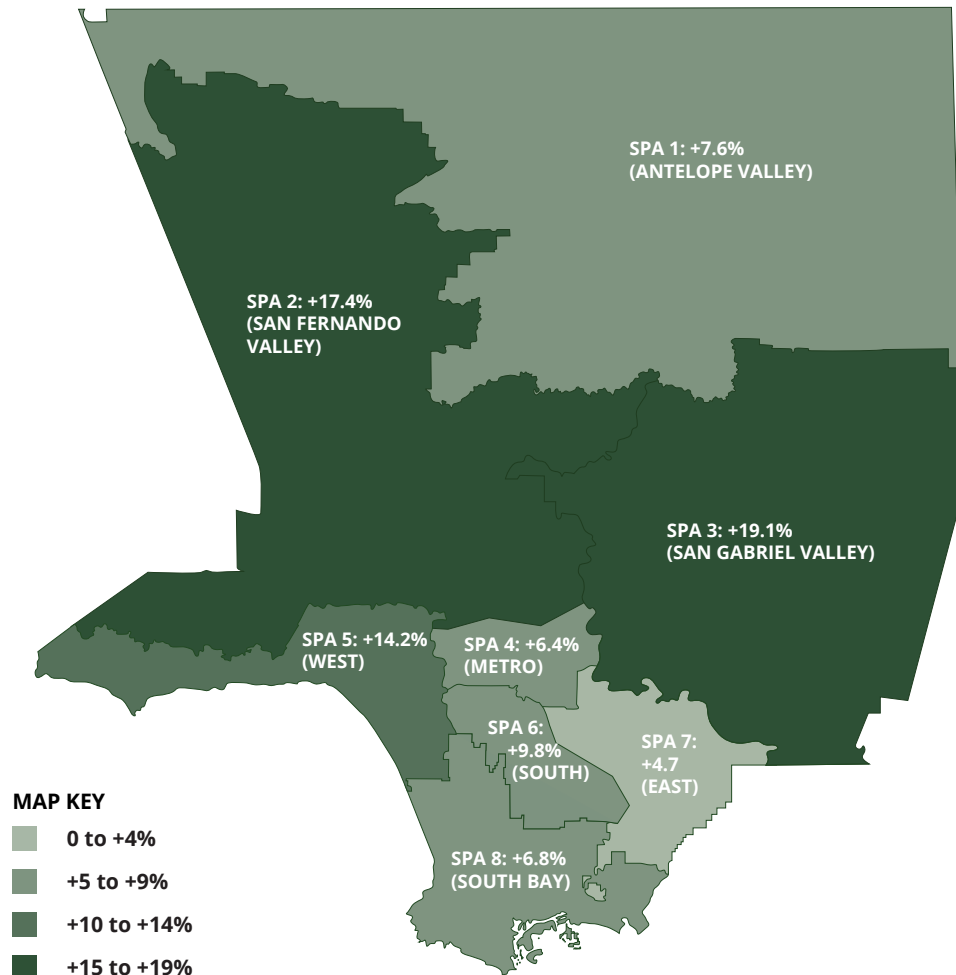 SPA 1: +7.6%
(ANTELOPE VALLEY)
SPA 2: +17.4%
(SAN FERNANDO
VALLEY)
SPA 3: +19.1%
(SAN GABRIEL VALLEY)
SPA 5: +14.2%
(WEST)
SPA 4: +6.4%
(METRO)
SPA 6:
+9.8%
(SOUTH)
SPA 7:
+4.7
(EAST)
SPA 8: +6.8%
(SOUTH BAY)
MAP KEY
0 to +4%
+5 to +9%
+10 to +14%
+15 to +19%